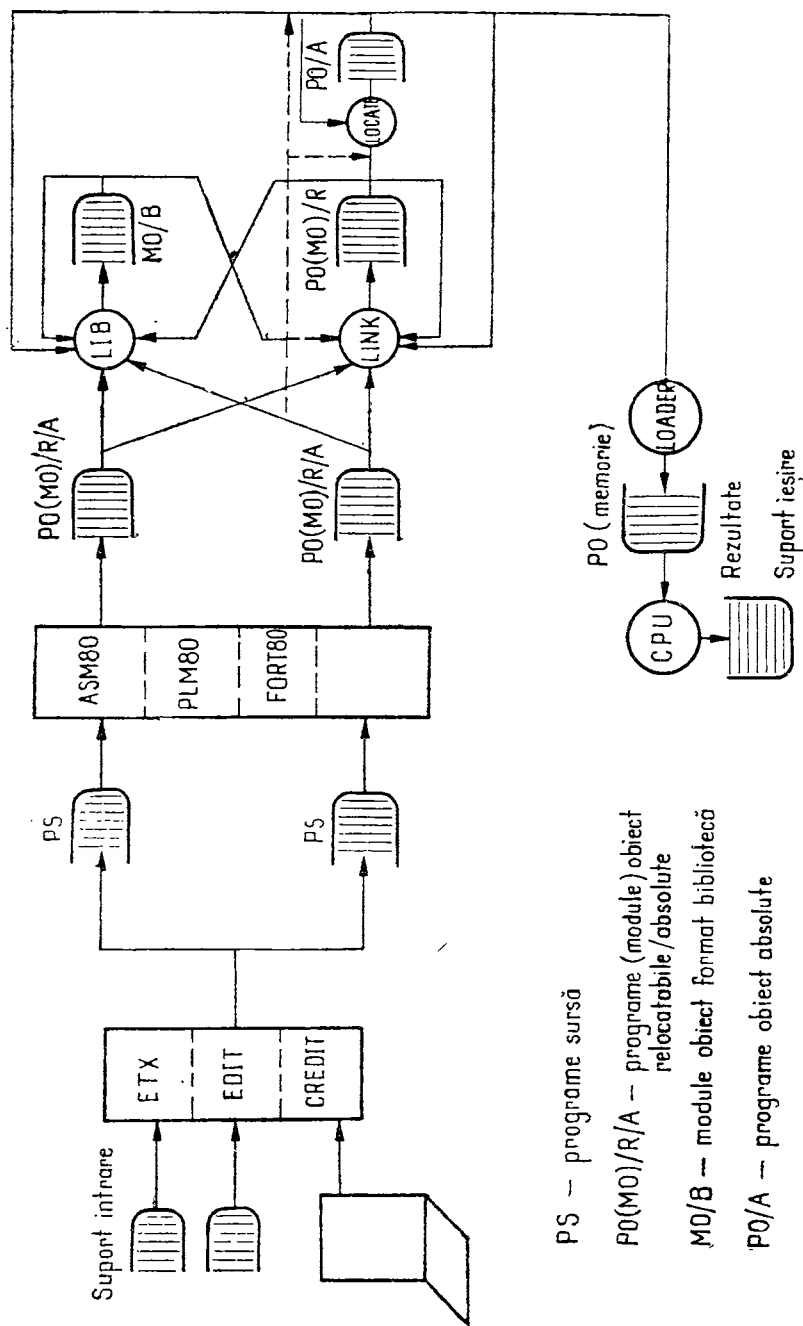 Suport intrare
ETX
EDIT
CREDIT
PS
PS
ASM80
PLM80
FORT80
PO(MO)/R/A
PO(MO)/R/A
LIB
LINK
MO/B
PO(MO)/R
LOCATE
PO/A
LOADER
PO (memorie)
CPU
Rezultate
Suport ieșire
PS — programe sursă
PO(MO)/R/A — programe (module) obiect
relocatabile/absolute
MO/B — module obiect format bibliotecă
PO/A — programe obiect absolute